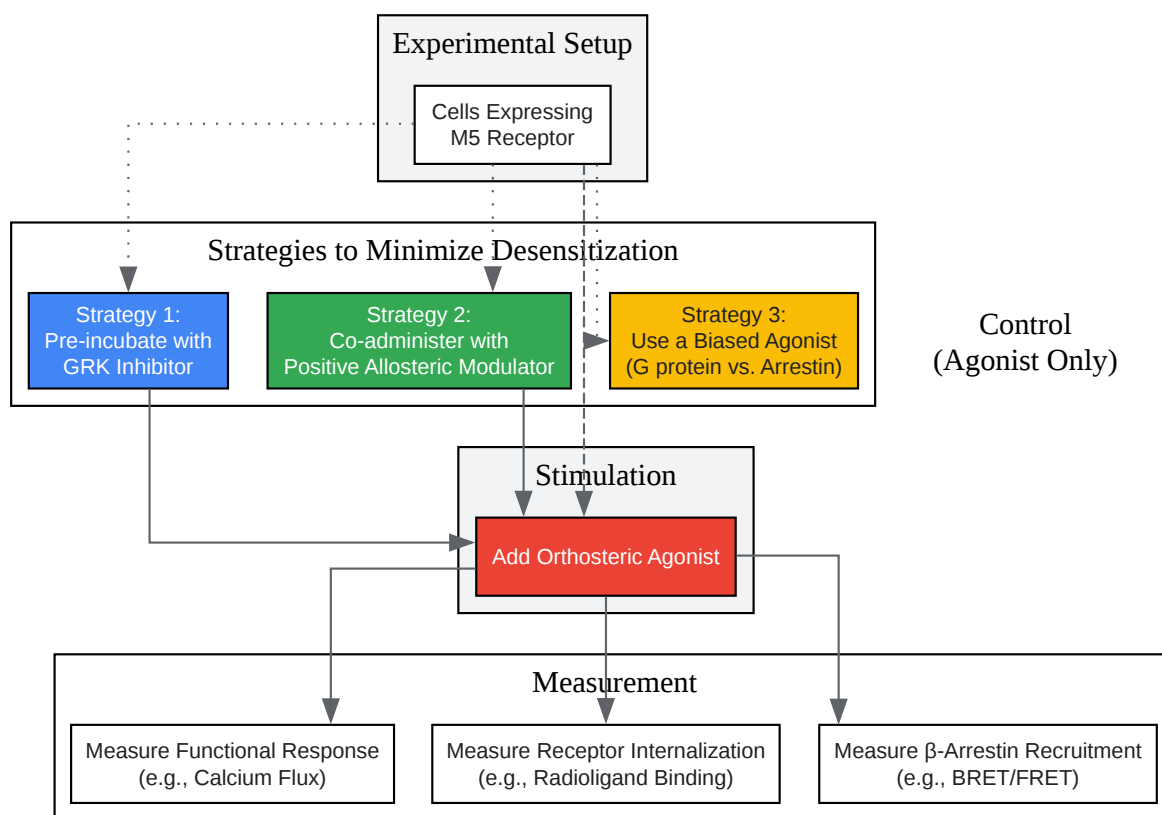 Experimental Setup
Cells Expressing
M5 Receptor
Strategies to Minimize Desensitization
Strategy 1:
Pre-incubate with
GRK Inhibitor
Strategy 2:
Co-administer with
Positive Allosteric Modulator
Strategy 3:
Use a Biased Agonist
(G protein vs. Arrestin)
Control
(Agonist Only)
Stimulation
Add Orthosteric Agonist
Measurement
Measure Functional Response
(e.g., Calcium Flux)
Measure Receptor Internalization
(e.g., Radioligand Binding)
Measure β-Arrestin Recruitment
(e.g., BRET/FRET)